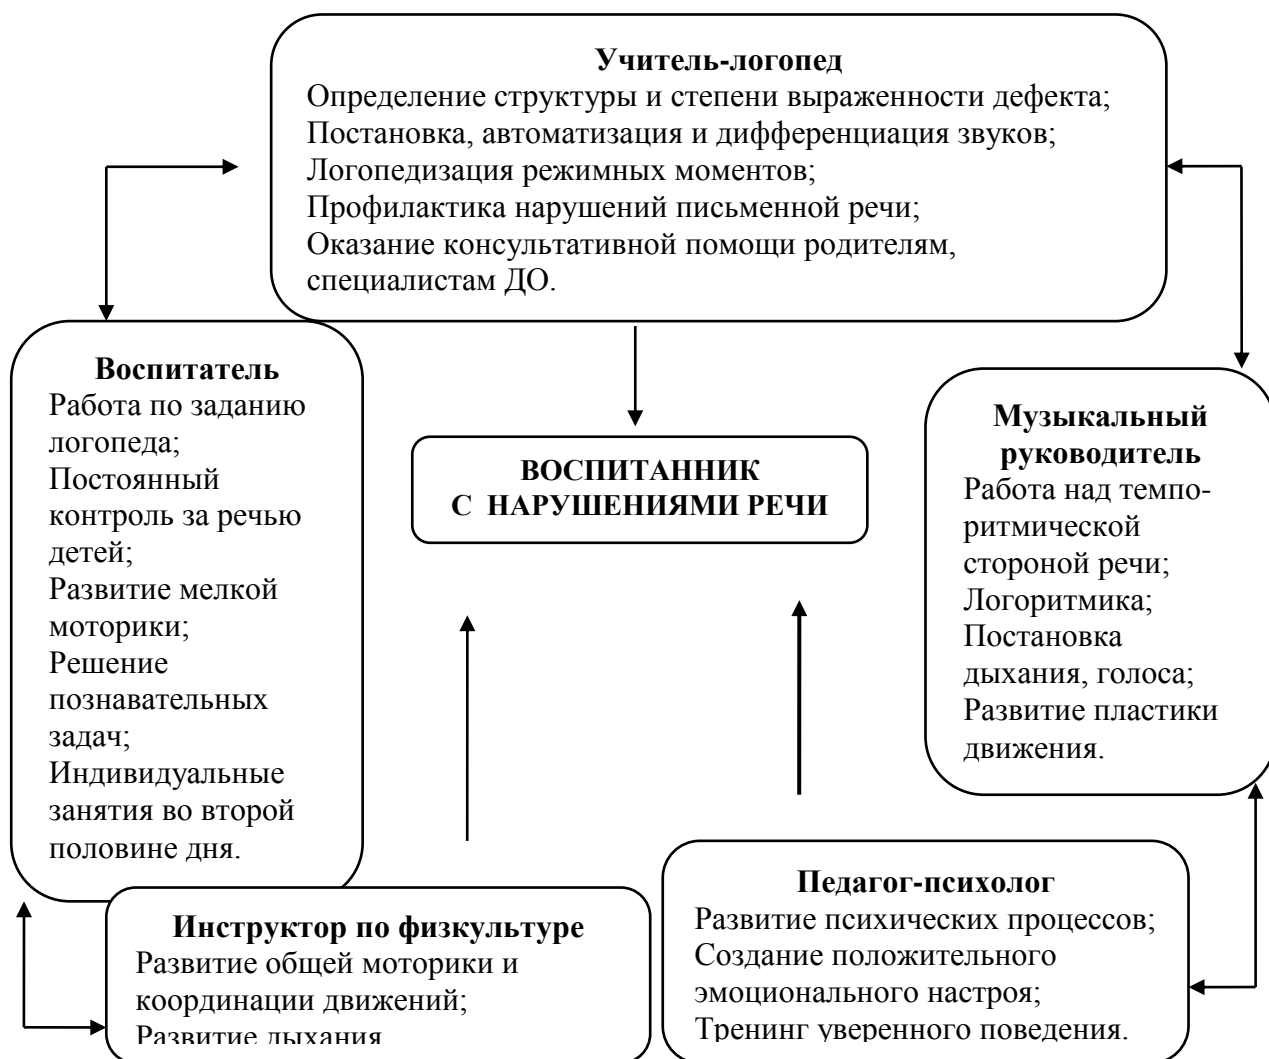 Учитель-логопед
Определение структуры и степени выраженности дефекта;
Постановка, автоматизация и дифференциация звуков;
Логопедизация режимных моментов;
Профилактика нарушений письменной речи;
Оказание консультативной помощи родителям,
специалистам ДО.
Воспитатель
Работа по заданию
логопеда;
Постоянный
контроль за речью
детей;
Развитие мелкой
моторики;
Решение
познавательных
задач;
Индивидуальные
занятия во второй
половине дня.
ВОСПИТАННИК
С НАРУШЕНИЯМИ РЕЧИ
Музыкальный
руководитель
Работа над темпо-
ритмической
стороной речи;
Логоритмика;
Постановка
дыхания, голоса;
Развитие пластики
движения.
Инструктор по физкультуре
Развитие общей моторики и
координации движений;
Развитие дыхания
Педагог-психолог
Развитие психических процессов;
Создание положительного
эмоционального настроя;
Тренинг уверенного поведения.